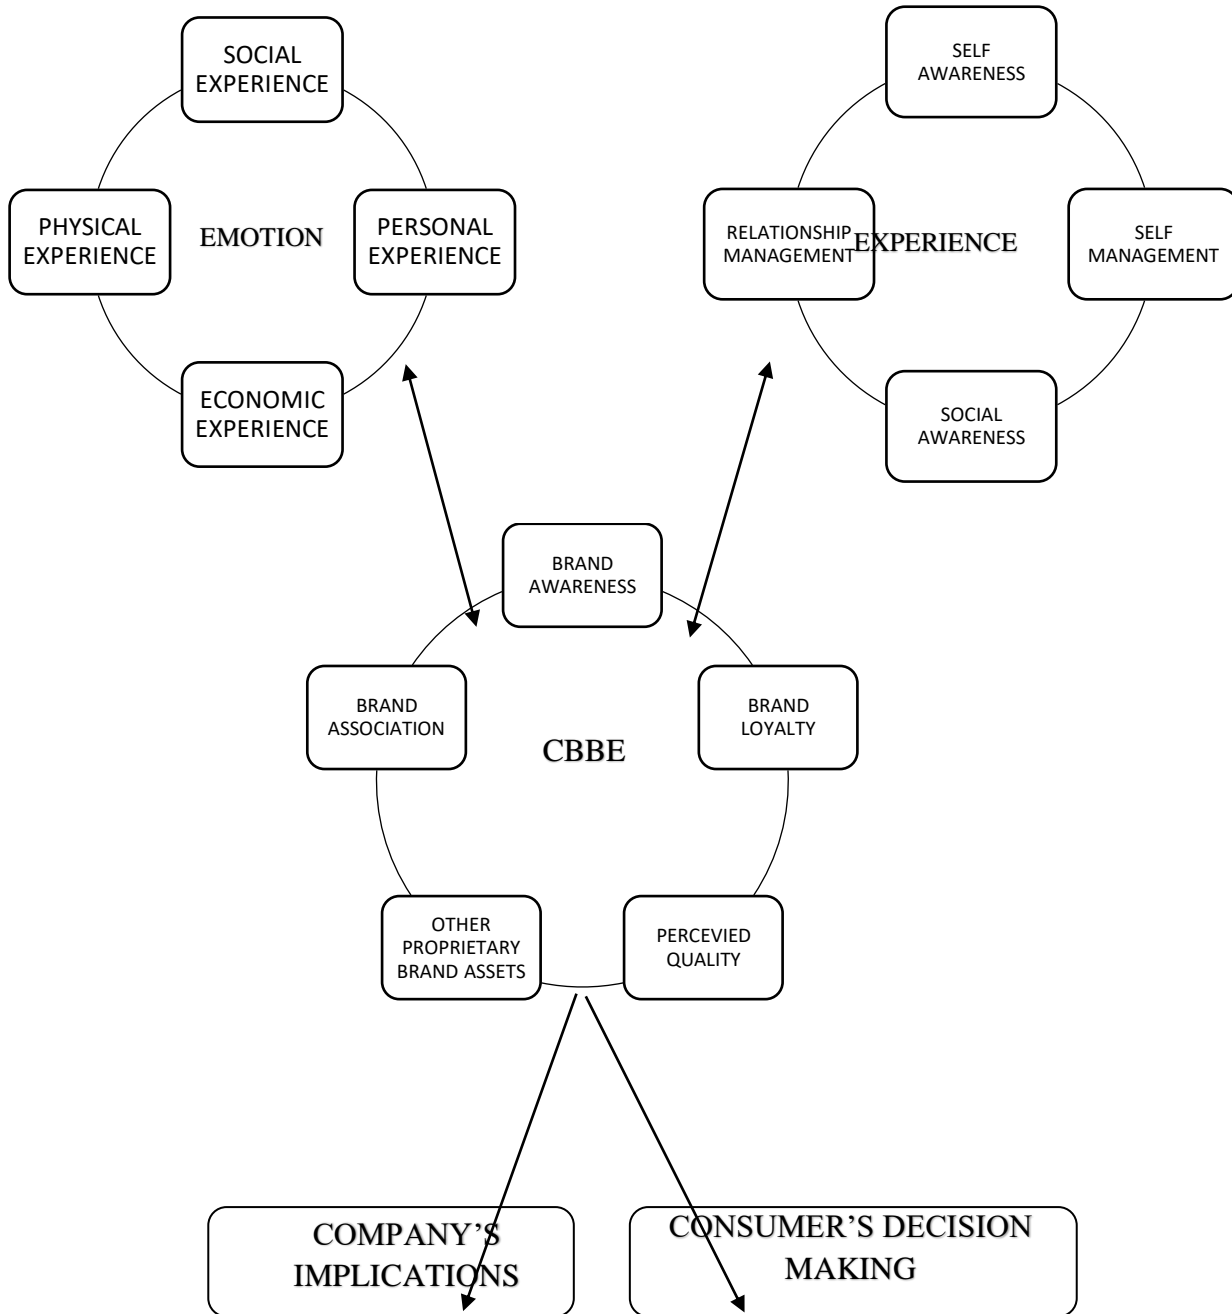 SOCIAL
EXPERIENCE
PHYSICAL
EXPERIENCE
EMOTION
PERSONAL
EXPERIENCE
ECONOMIC
EXPERIENCE
SELF
AWARENESS
RELATIONSHIP
MANAGEMENT
EXPERIENCE
SELF
MANAGEMENT
SOCIAL
AWARENESS
BRAND
AWARENESS
BRAND
ASSOCIATION
CBBE
BRAND
LOYALTY
OTHER
PROPRIETARY
BRAND ASSETS
PERCEVIED
QUALITY
COMPANY’S
IMPLICATIONS
CONSUMER’S DECISION
MAKING